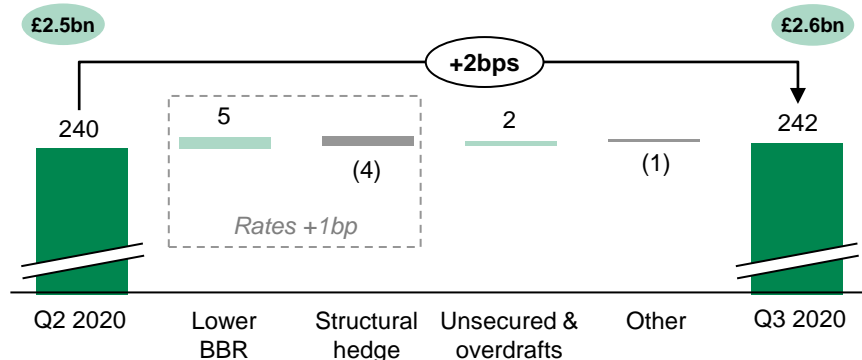 £2.5bn
£2.6bn
+2bps
240
5
(4)
2
(1)
242
Rates +1bp
Q2 2020
Lower
BBR
Structural
hedge
Unsecured &
overdrafts
Other
Q3 2020